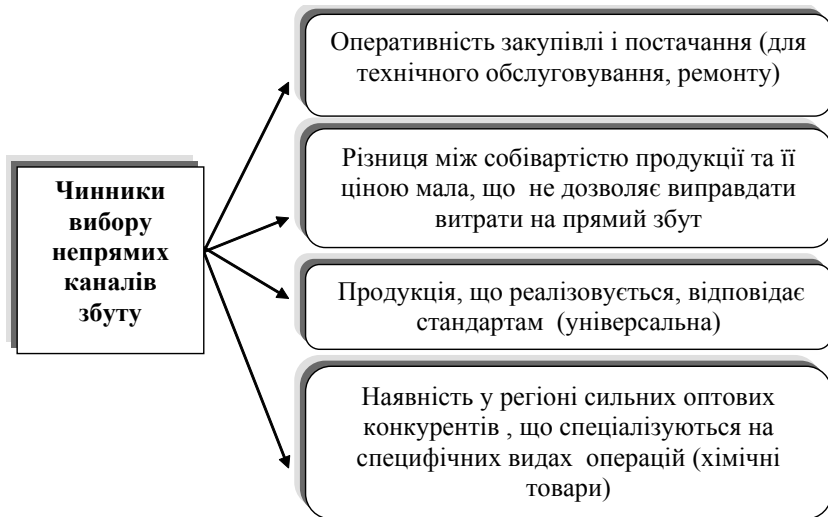 Оперативність закупівлі і постачання (для
технічного обслуговування, ремонту)
Різниця між собівартістю продукції та її
ціною мала, що не дозволяє виправдати
витрати на прямий збут
Чинники
вибору
непрямих
каналів
збуту
Продукція, що реалізовується, відповідає
стандартам (універсальна)
Наявність у регіоні сильних оптових
конкурентів , що спеціалізуються на
специфічних видах операцій (хімічні
товари)